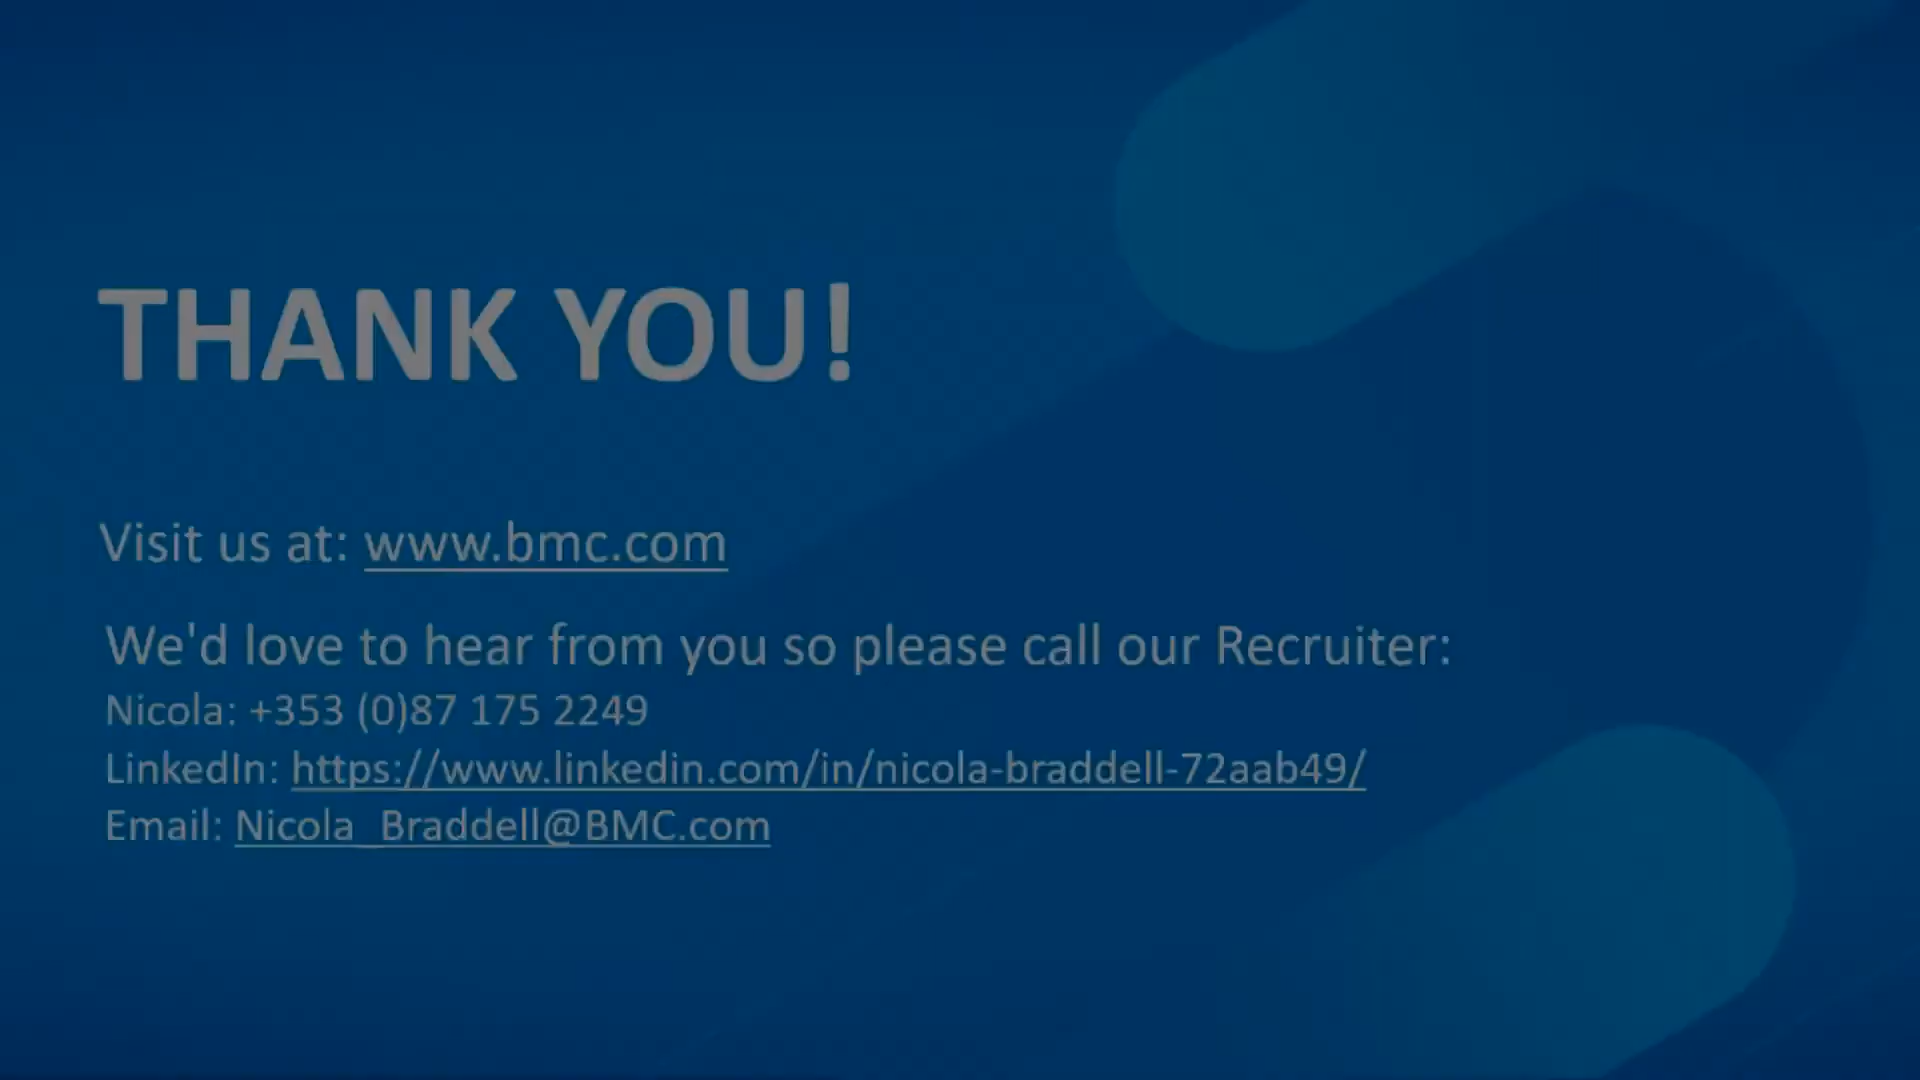 THANK YOU!
Visit us at: www.bmc.com
We'd love to hear from you so please call our Recruiter:
Nicola: +353 (0)87 175 2249
LinkedIn: https://www.linkedin.com/in/nicola-braddell-72aab49/
Email: Nicola_Braddell@BMC.com